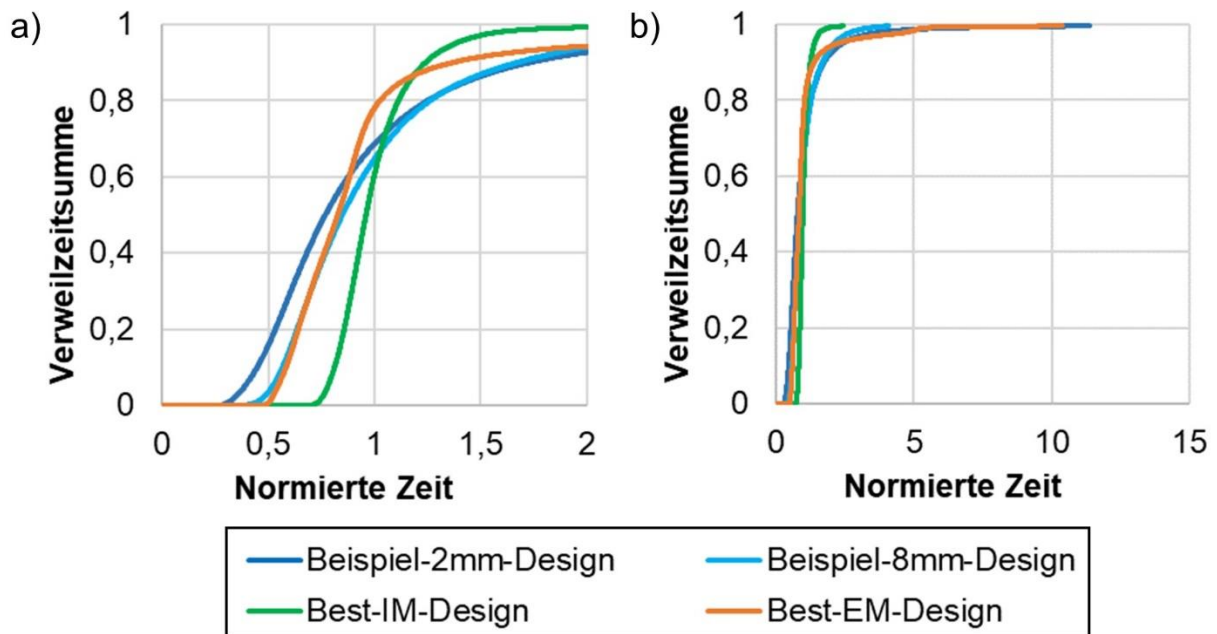 a)
Verweilzeitsumme
1
0,8
0,6
0,4
0,2
0
0 0,5 1 1,5 2
Normierte Zeit
b)
Verweilzeitsumme
1
0,8
0,6
0,4
0,2
0
0 5 10 15
Normierte Zeit
Beispiel-2mm-Design Beispiel-8mm-Design
Best-IM-Design Best-EM-Design